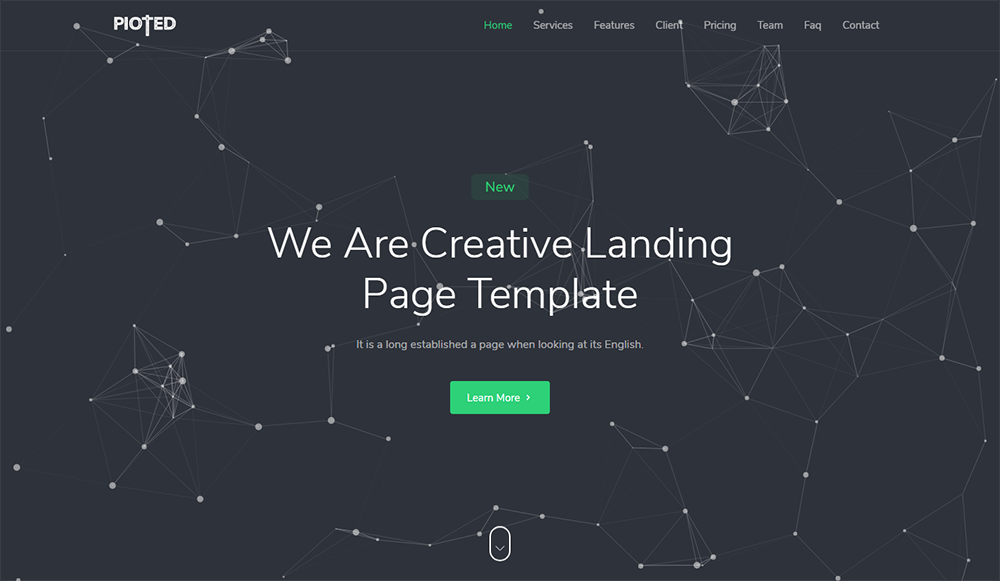 PIOTED
Home Services Features Client Pricing Team Faq Contact
New
We Are Creative Landing
Page Template
It is a long established a page when looking at its English.
Learn More